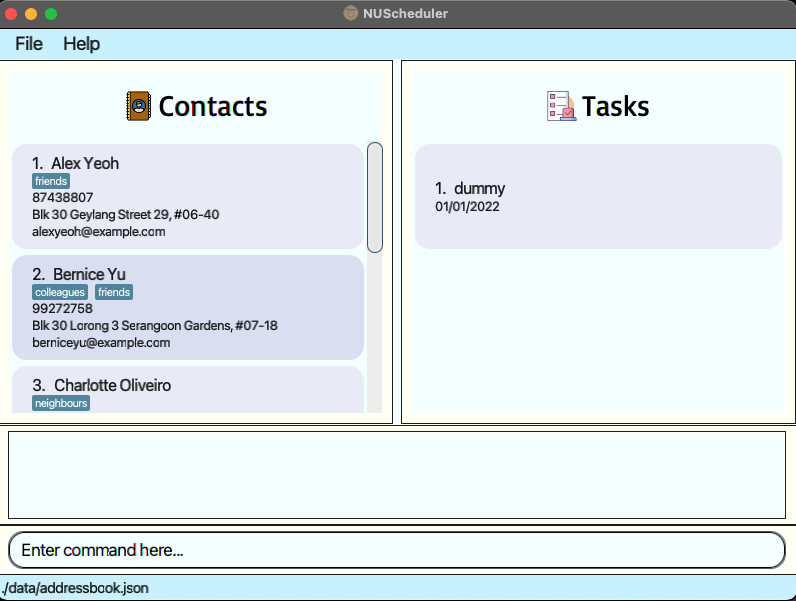 NUScheduler
File Help
Contacts
1. Alex Yeoh
friends
87438807
Blk 30 Geylang Street 29, #06-40
alexyeoh@example.com
2. Bernice Yu
colleagues friends
99272758
Blk 30 Lorong 3 Serangoon Gardens, #07-18
berniceyu@example.com
3. Charlotte Oliveiro
neighbours
Tasks
1. dummy
01/01/2022
Enter command here...
./data/addressbook.json